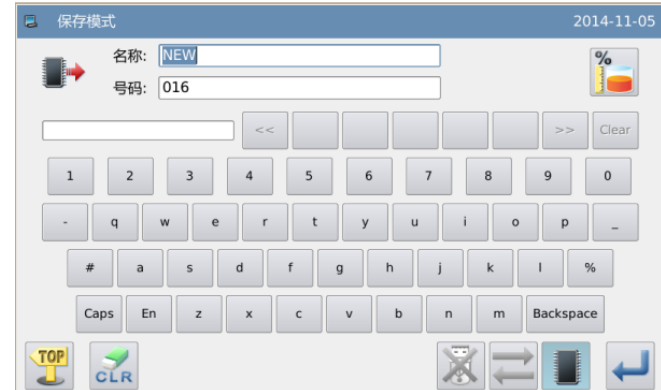 保存模式 2014-11-05
名称: NEW
号码: 016
%
<< >> Clear
1 2 3 4 5 6 7 8 9 0
- q w e r t y u i o p _
# a s d f g h j k l %
Caps En z x c v b n m Backspace
TOP CLR